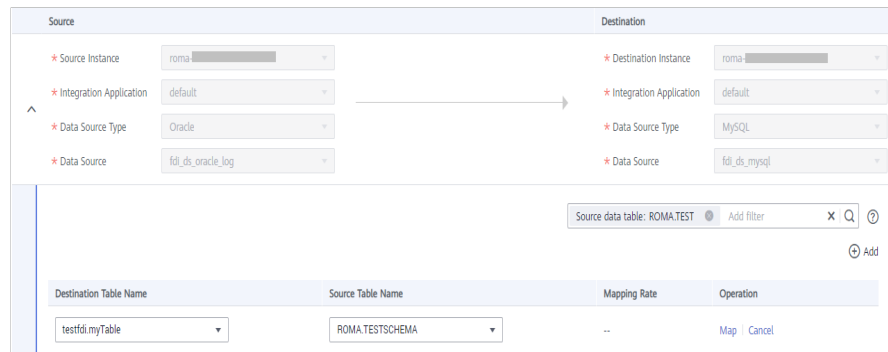 Source Destination
* Source Instance roma- * Destination Instance roma-
* Integration Application default * Integration Application default
* Data Source Type Oracle * Data Source Type MySQL
* Data Source fdi_ds_oracle_log * Data Source fdi_ds_mysql
Source data table: ROMA.TEST Add filter
Add
Destination Table Name Source Table Name Mapping Rate Operation
testfdi.myTable ROMA.TESTSCHEMA -- Map | Cancel